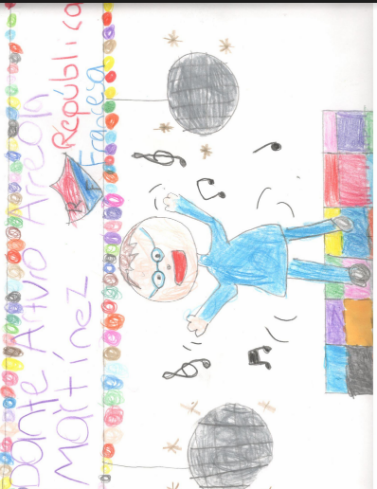 Dante Arturo Arreola
Martínez
República
Francesa
R F